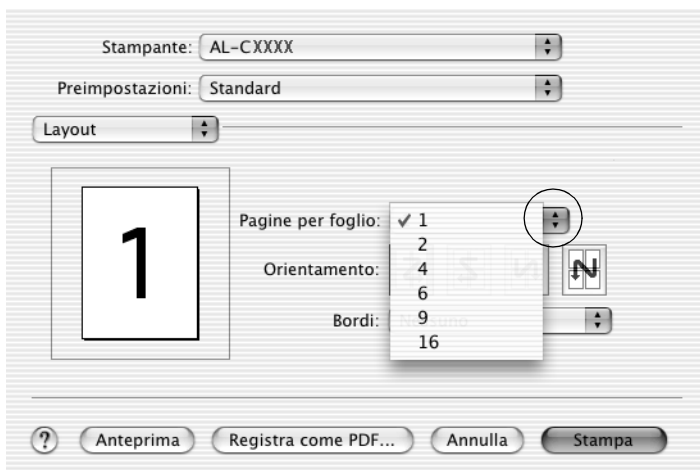 Stampante: AL-CXXXX
Preimpostazioni: Standard
Layout
1
Pagine per foglio: ✓ 1
2
Orientamento: 4
6
Bordi: 9
16
? Anteprima Registra come PDF... Annulla Stampa